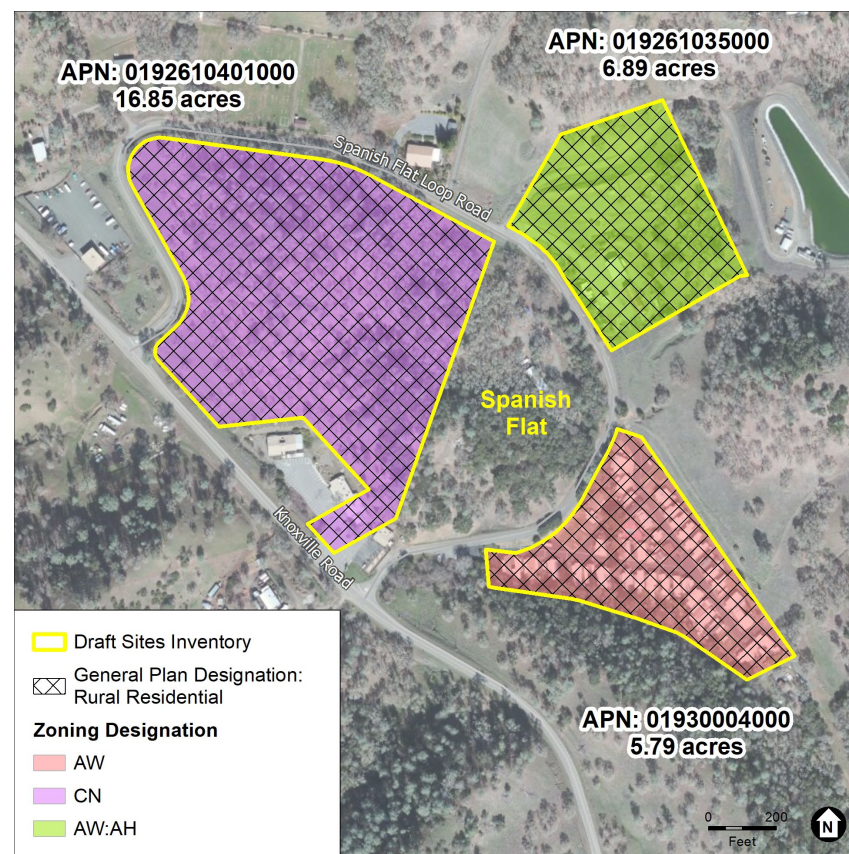 APN: 0192610401000
16.85 acres
APN: 019261035000
6.89 acres
Spanish Flat Loop Road
Spanish
Flat
Knoxville Road
APN: 01930004000
5.79 acres
Draft Sites Inventory
General Plan Designation:
Rural Residential
Zoning Designation
AW
CN
AW:AH
0 200
Feet
N